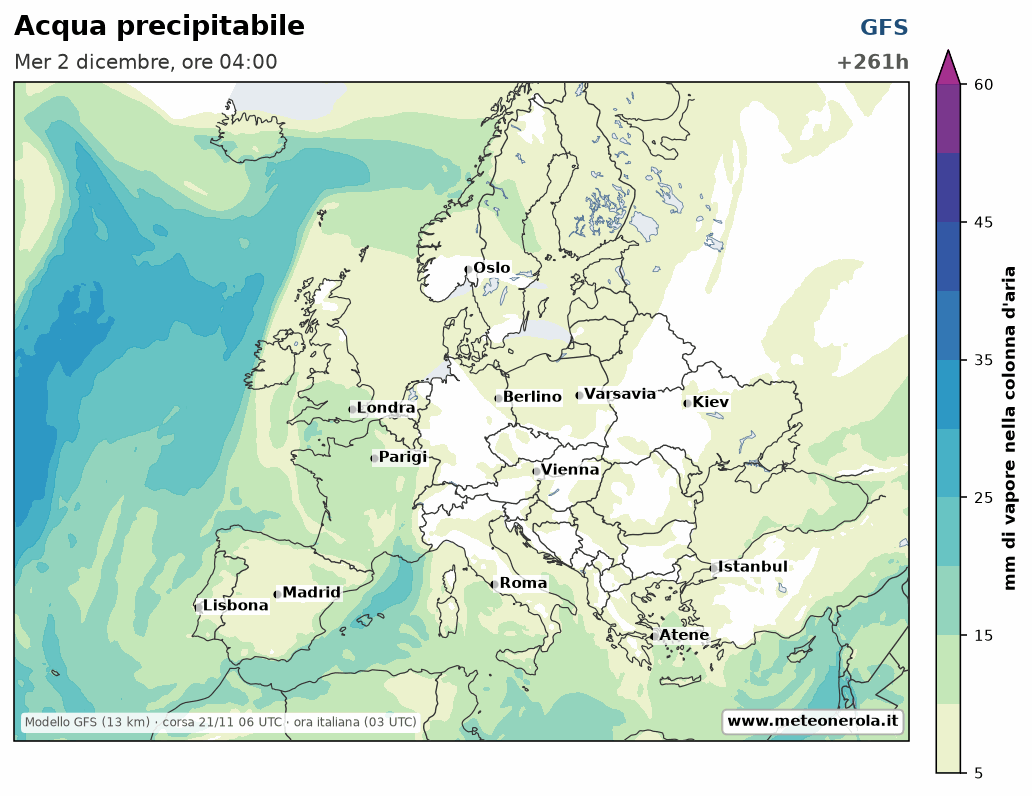 Acqua precipitabile
GFS
Mer 2 dicembre, ore 04:00
+261h
60
45
35
25
15
5
mm di vapore nella colonna d'aria
Oslo
Berlino
Varsavia
Kiev
Londra
Parigi
Vienna
Istanbul
Roma
Madrid
Lisbona
Atene
Modello GFS (13 km) · corsa 21/11 06 UTC · ora italiana (03 UTC)
www.meteonerola.it